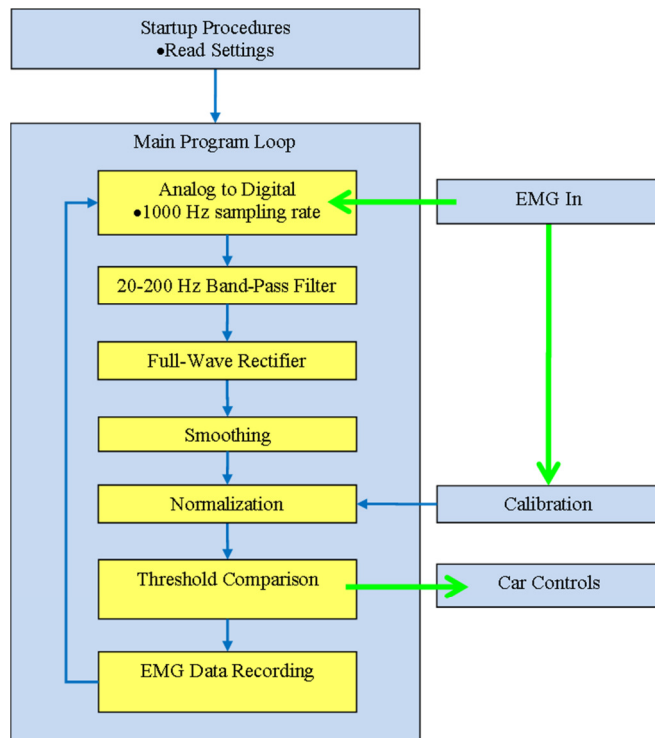 Startup Procedures
•Read Settings
Main Program Loop
Analog to Digital
•1000 Hz sampling rate
EMG In
20-200 Hz Band-Pass Filter
Full-Wave Rectifier
Smoothing
Normalization
Calibration
Threshold Comparison
Car Controls
EMG Data Recording